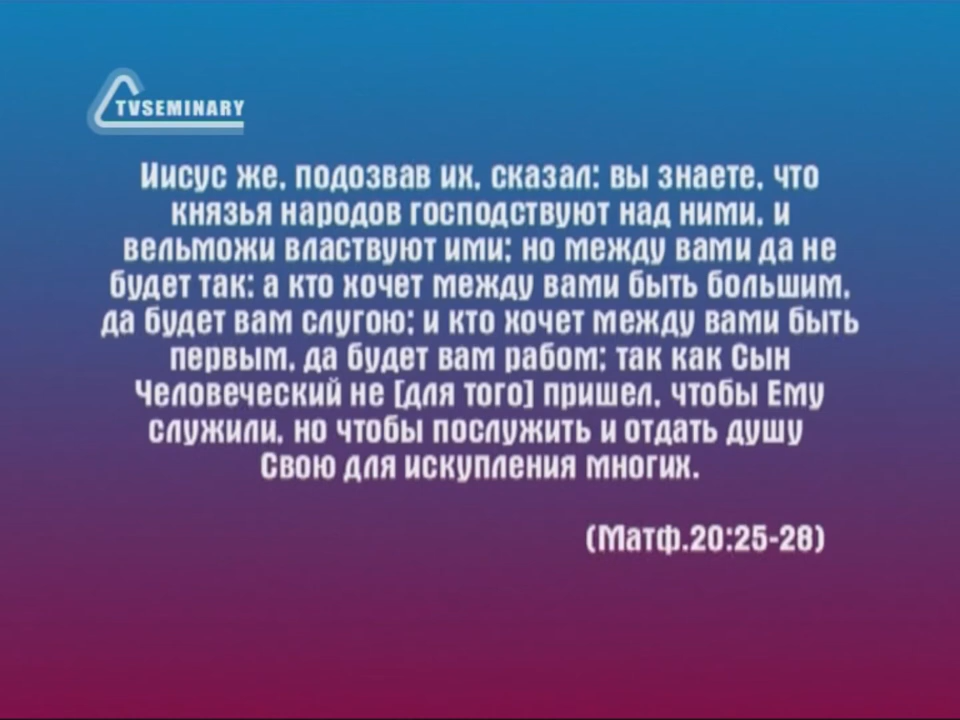 TVSEMINARY
Иисус же, подозвав их, сказал: вы знаете, что
князья народов господствуют над ними, и
вельможи властвуют ими; но между вами да не
будет так: а кто хочет между вами быть большим,
да будет вам слугою; и кто хочет между вами быть
первым, да будет вам рабом; так как Сын
Человеческий не [для того] пришел, чтобы Ему
служили, но чтобы послужить и отдать душу
Свою для искупления многих.
(Матф.20:25-28)